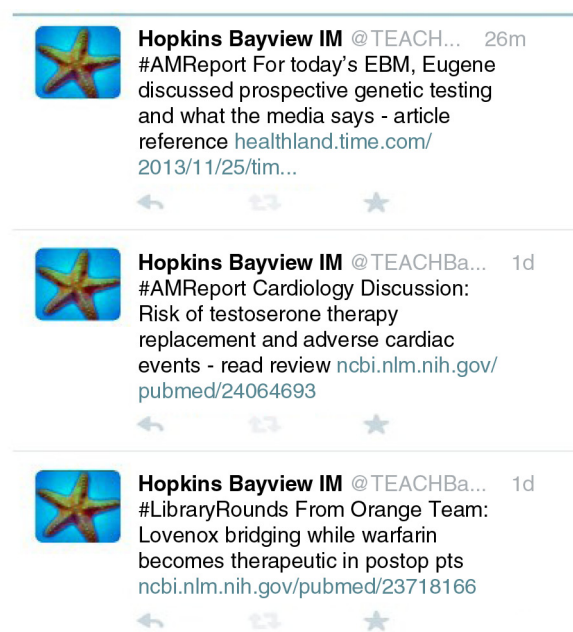 Hopkins Bayview IM @TEACH... 26m
#AMReport For today's EBM, Eugene
discussed prospective genetic testing
and what the media says - article
reference healthland.time.com/
2013/11/25/tim...
Hopkins Bayview IM @TEACHBa... 1d
#AMReport Cardiology Discussion:
Risk of testoserone therapy
replacement and adverse cardiac
events - read review ncbi.nlm.nih.gov/
pubmed/24064693
Hopkins Bayview IM @TEACHBa... 1d
#LibraryRounds From Orange Team:
Lovenox bridging while warfarin
becomes therapeutic in postop pts
ncbi.nlm.nih.gov/pubmed/23718166